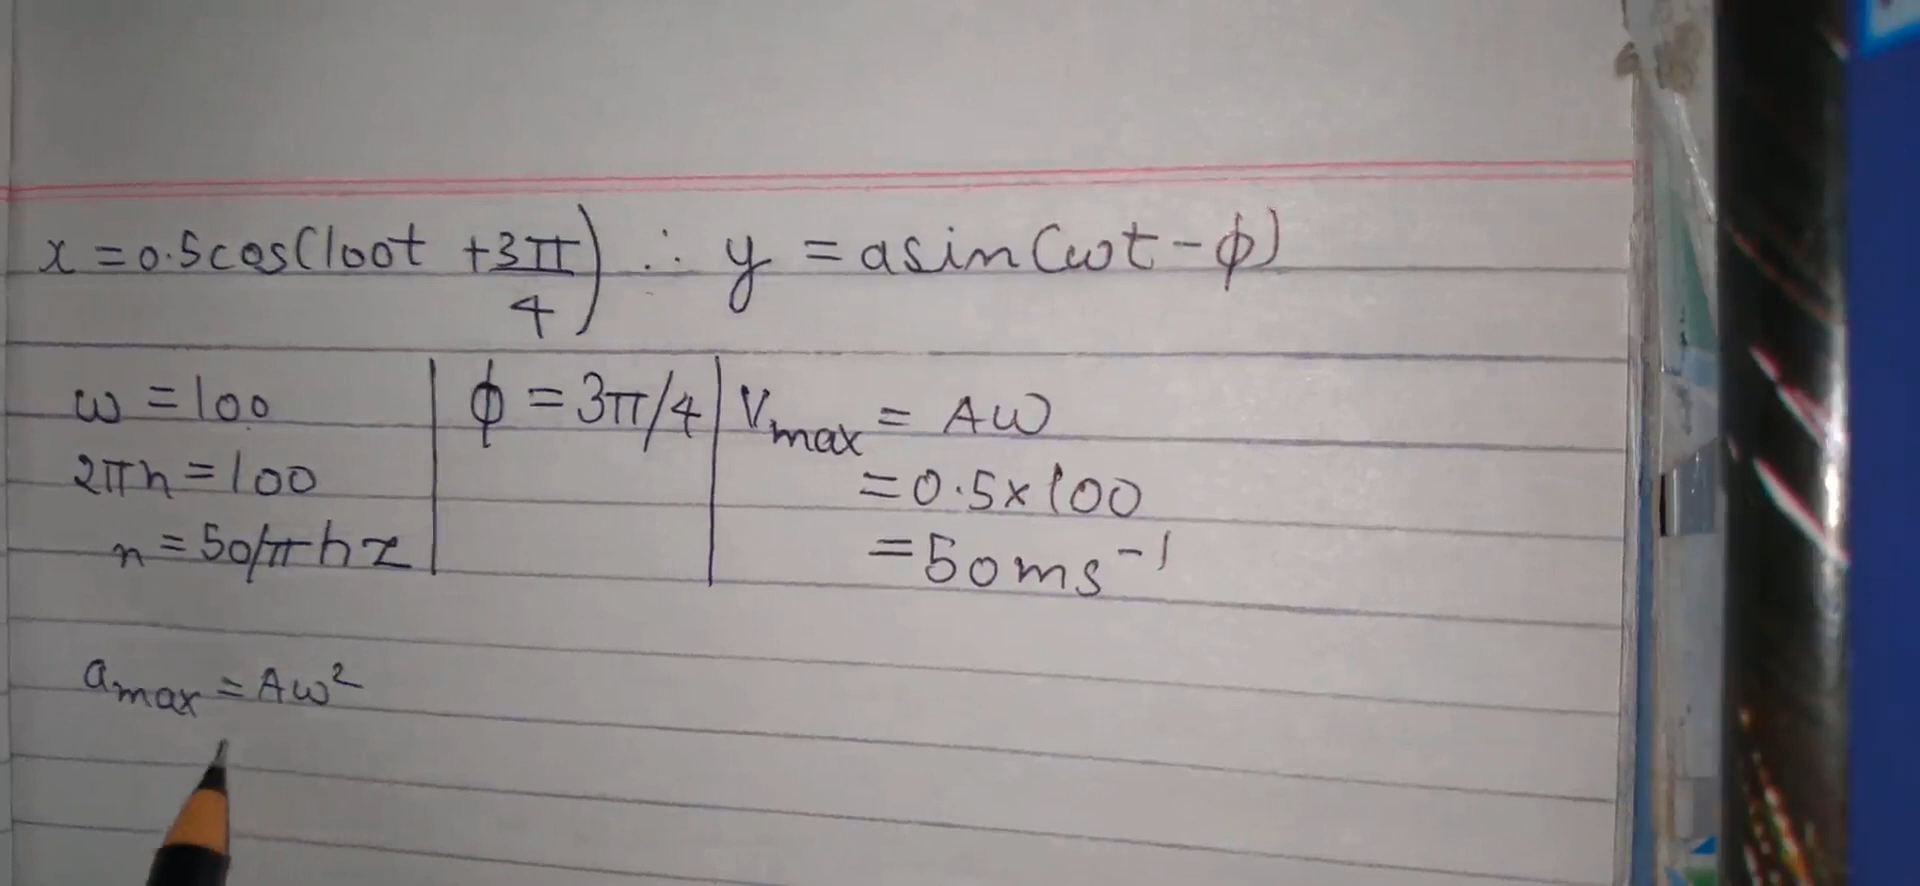 x = 0.5cos(100t + 3π/4) ∴ y = asin(ωt - ϕ)
ω = 100
2πn = 100
n = 50/π hz
ϕ = 3π/4
Vmax = Aω
= 0.5 x 100
= 50ms⁻¹
amax = Aω²